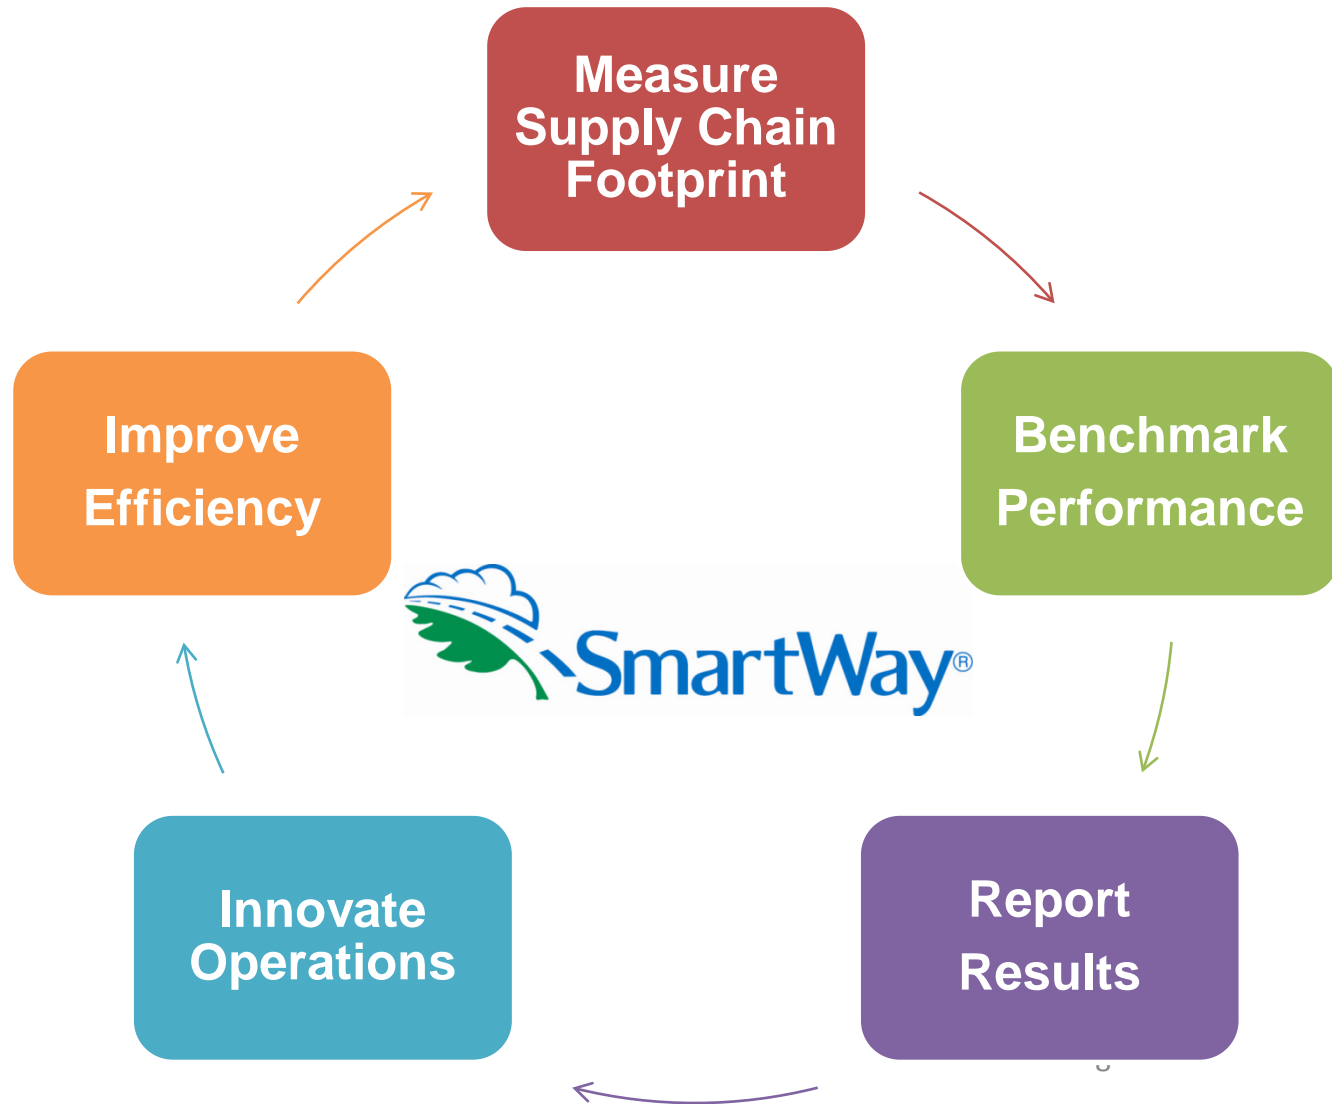 Measure
Supply Chain
Footprint
Improve
Efficiency
Benchmark
Performance
SmartWay®
Innovate
Operations
Report
Results